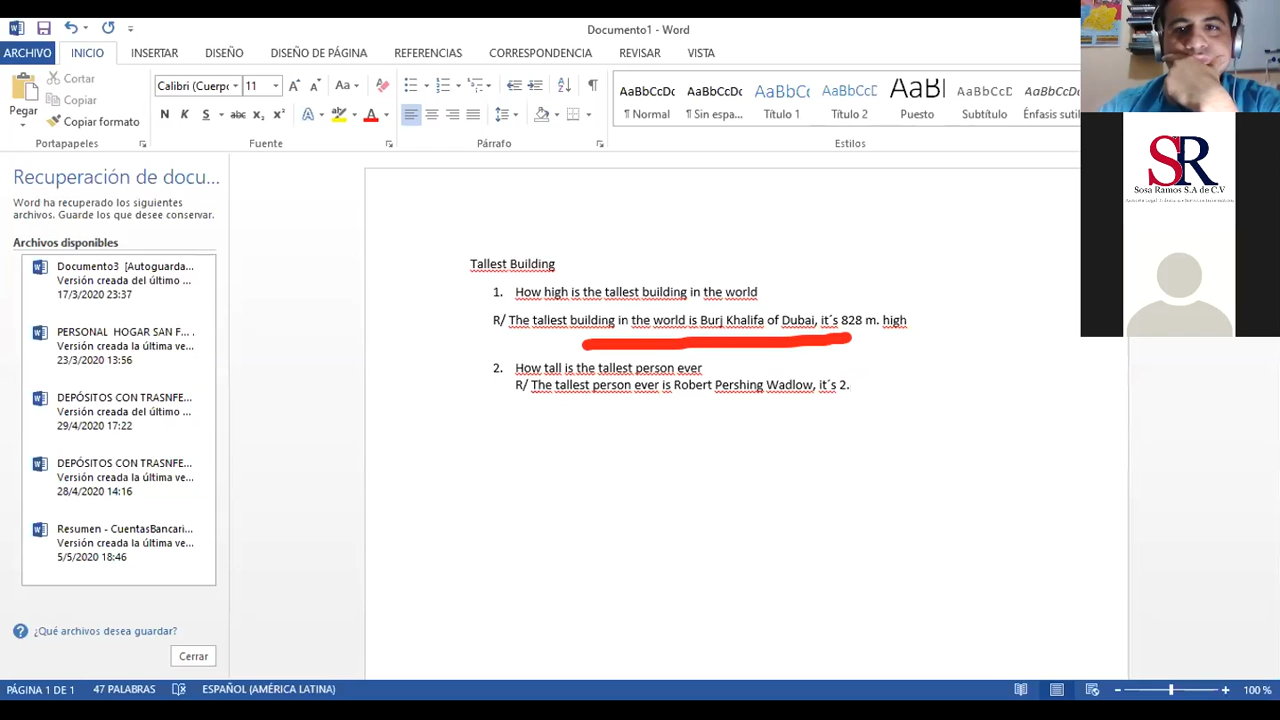 Documento1 - Word
ARCHIVO INICIO INSERTAR DISEÑO DISEÑO DE PÁGINA REFERENCIAS CORRESPONDENCIA REVISAR VISTA
Pegar
Cortar
Copiar
Copiar formato
Portapapeles
Calibri (Cuerpo 11
N K S abc x₂ x²
Fuente
Párrafo
AaBbCcDc AaBbCcDc AaBbCc AaBbCcD AaBl AaBbCcD AaBbCcDc
¶ Normal ¶ Sin espa... Título 1 Título 2 Puesto Subtítulo Énfasis sutil
Estilos
Recuperación de docu...
Word ha recuperado los siguientes
archivos. Guarde los que desee conservar.
Archivos disponibles
Documento3 [Autoguarda...
Versión creada del último ...
17/3/2020 23:37
PERSONAL HOGAR SAN F... .
Versión creada del último ...
23/3/2020 13:56
DEPÓSITOS CON TRASNFE...
Versión creada del último ...
29/4/2020 17:22
DEPÓSITOS CON TRASNFE...
Versión creada la última ve...
28/4/2020 14:16
Resumen - CuentasBancari...
Versión creada la última ve...
5/5/2020 18:46
¿Qué archivos desea guardar?
Cerrar
Tallest Building
1. How high is the tallest building in the world
R/ The tallest building in the world is Burj Khalifa of Dubai, it´s 828 m. high
2. How tall is the tallest person ever
R/ The tallest person ever is Robert Pershing Wadlow, it´s 2.
SR
Sosa Ramos S.A de C.V
PÁGINA 1 DE 1 47 PALABRAS ESPAÑOL (AMÉRICA LATINA) 100 %